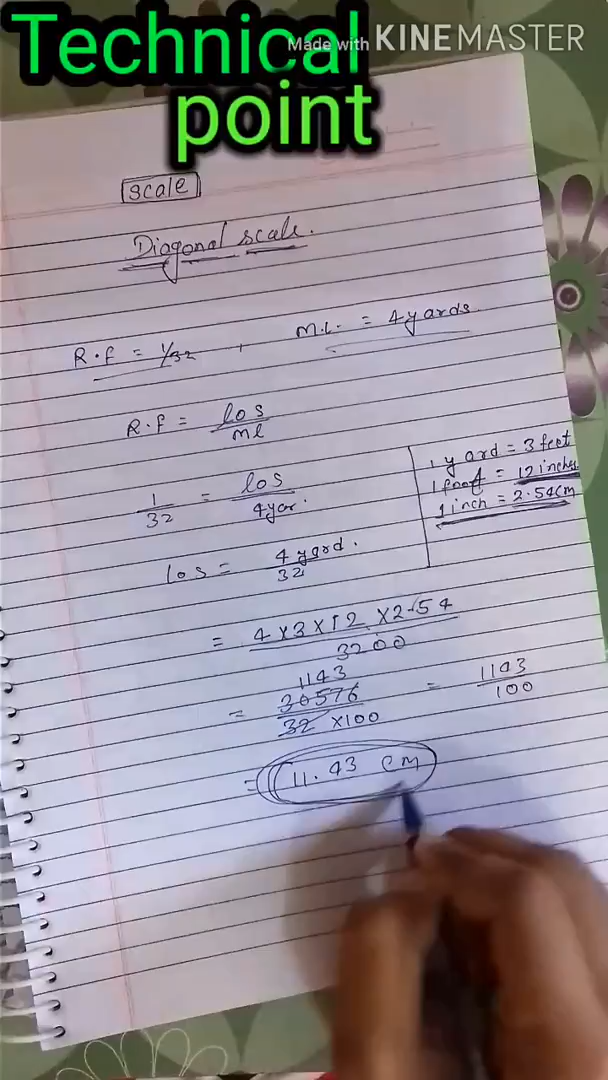 Technical
point
Made with KINEMASTER
Scale
Diagonal scale.
R.F = 1/32 , M.L. = 4 yards
R.F = los / ml
1/32 = los / 4yar.
los = 4 yard. / 32
= 4 x 3 x 12 x 2.54 / 3200
1143
= 36576 / 32 x 100 = 1143 / 100
= 11.43 CM
1 yard = 3 feet
1 foot = 12 inches
1 inch = 2.54cm